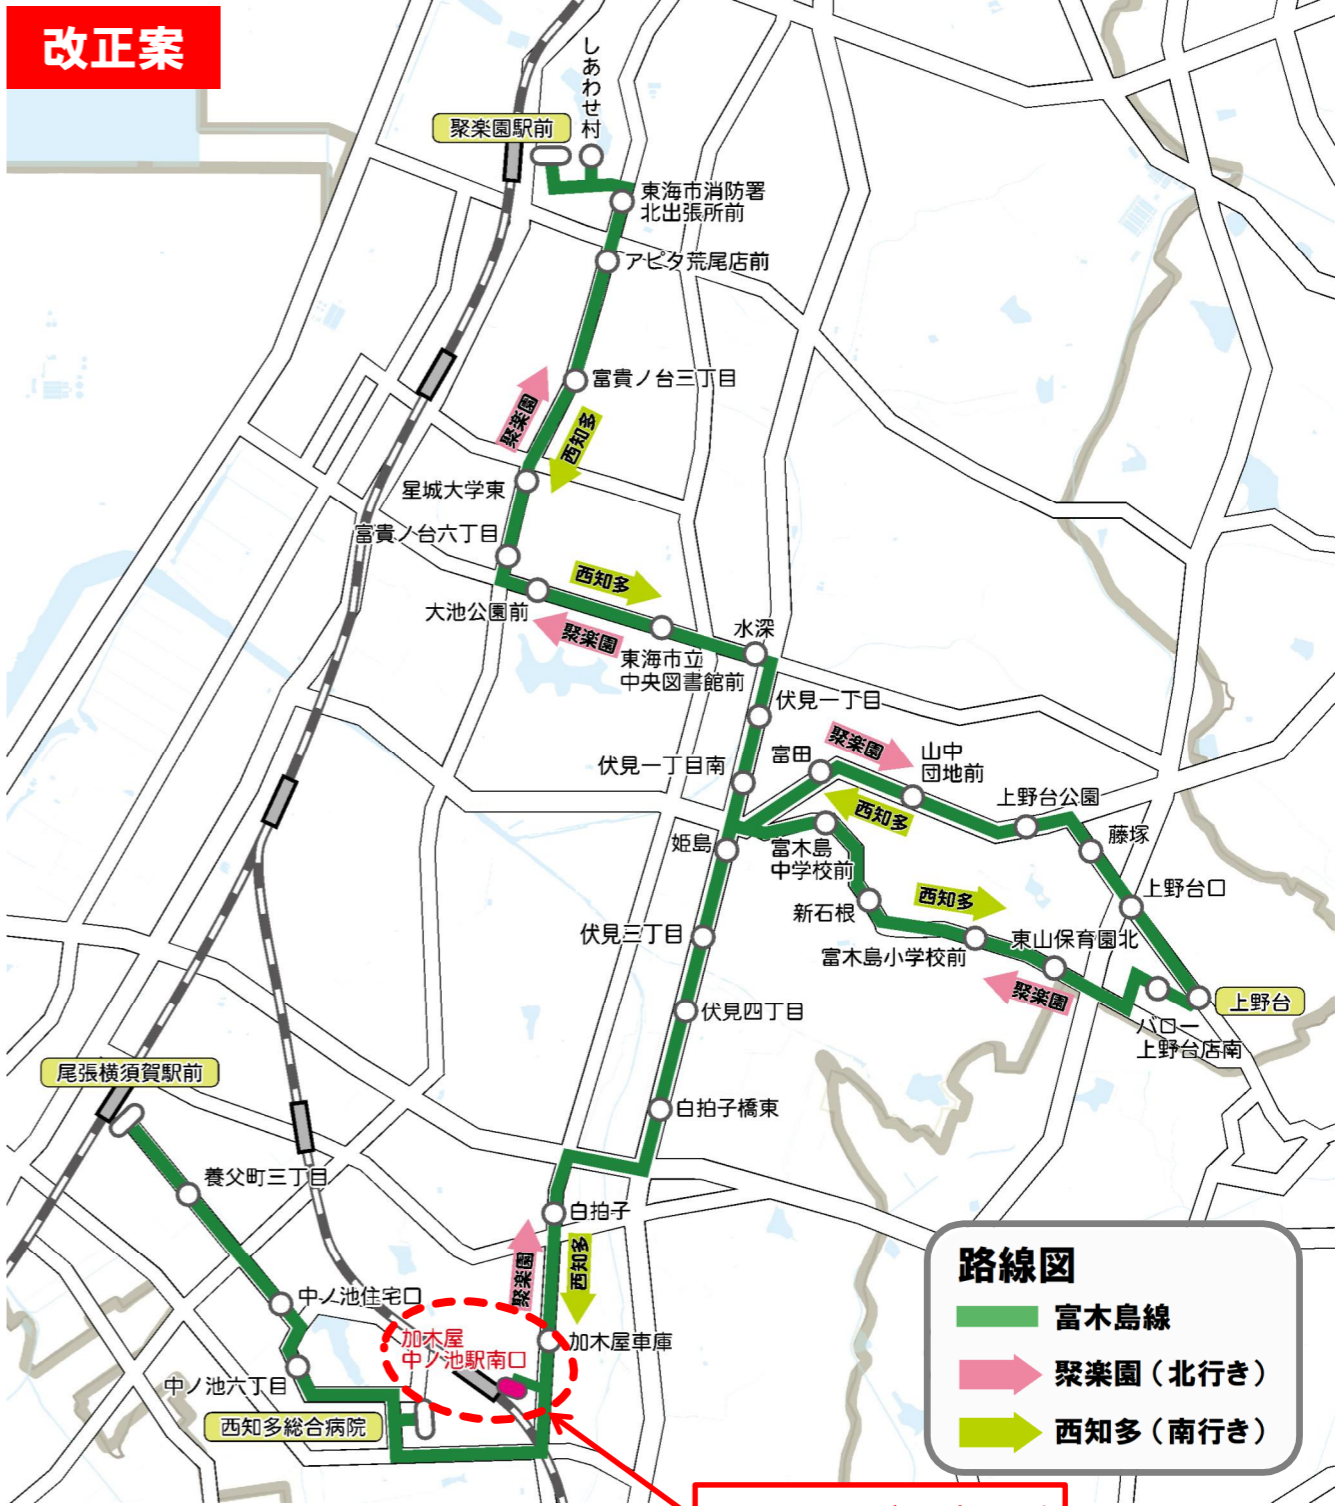 改正案
しあわせ村
聚楽園駅前
東海市消防署
北出張所前
アピタ荒尾店前
富貴ノ台三丁目
聚楽園
西知多
星城大学東
富貴ノ台六丁目
西知多
大池公園前
聚楽園
水深
東海市立
中央図書館前
伏見一丁目
聚楽園
富田
山中
団地前
伏見一丁目南
上野台公園
西知多
姫島
富木島
中学校前
藤塚
上野台口
西知多
新石根
伏見三丁目
東山保育園北
富木島小学校前
聚楽園
上野台
伏見四丁目
バロー
上野台店南
尾張横須賀駅前
白拍子橋東
養父町三丁目
白拍子
西知多
聚楽園
路線図
富木島線
聚楽園（北行き）
西知多（南行き）
中ノ池住宅口
加木屋
中ノ池駅南口
加木屋車庫
中ノ池六丁目
西知多総合病院